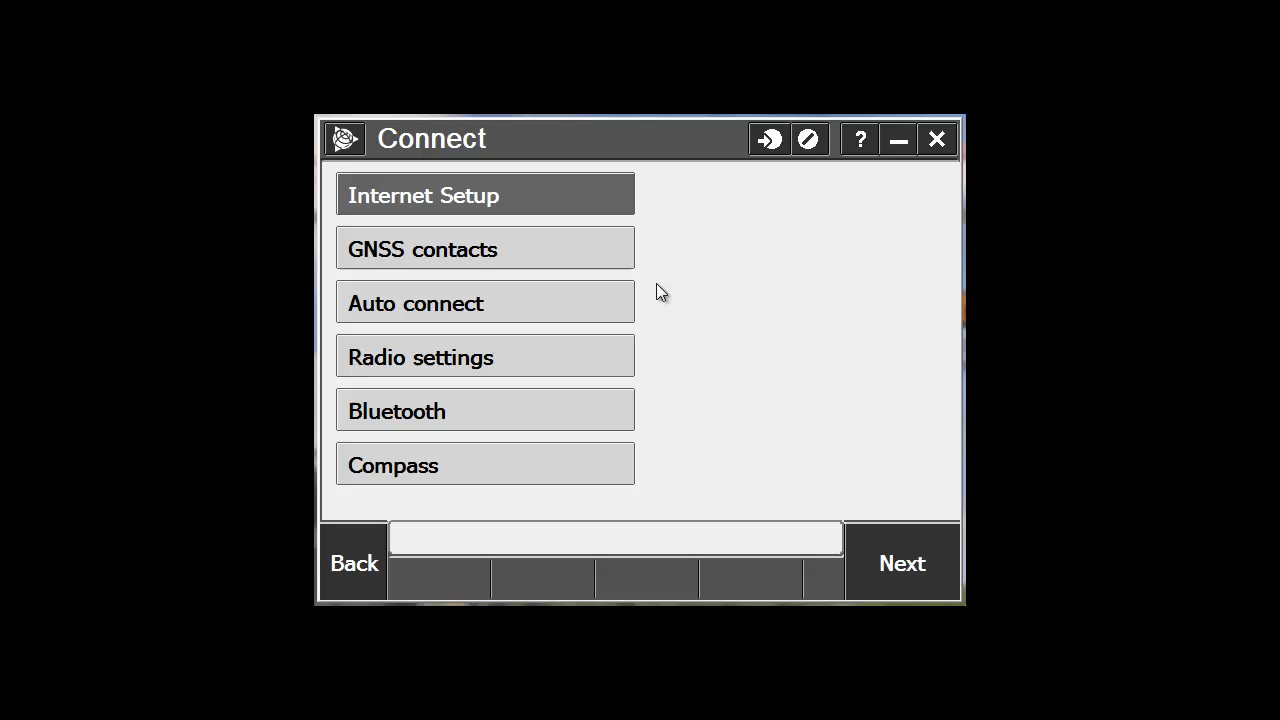 Connect
?
Internet Setup
GNSS contacts
Auto connect
Radio settings
Bluetooth
Compass
Back
Next